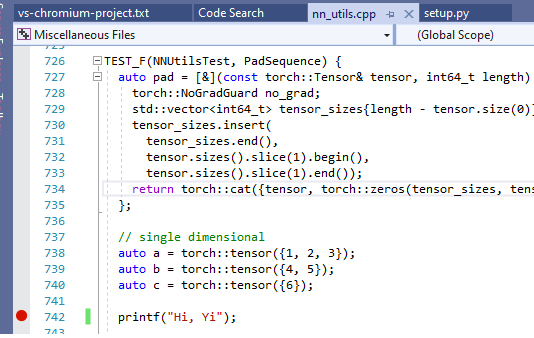 vs-chromium-project.txt Code Search nn_utils.cpp setup.py
Miscellaneous Files (Global Scope)
726 TEST_F(NNUtilsTest, PadSequence) {
727 auto pad = [&](const torch::Tensor& tensor, int64_t length)
728 torch::NoGradGuard no_grad;
729 std::vector<int64_t> tensor_sizes{length - tensor.size(0)}
730 tensor_sizes.insert(
731 tensor_sizes.end(),
732 tensor.sizes().slice(1).begin(),
733 tensor.sizes().slice(1).end());
734 return torch::cat({tensor, torch::zeros(tensor_sizes, tens
735 };
736
737 // single dimensional
738 auto a = torch::tensor({1, 2, 3});
739 auto b = torch::tensor({4, 5});
740 auto c = torch::tensor({6});
741
742 printf("Hi, Yi");
743